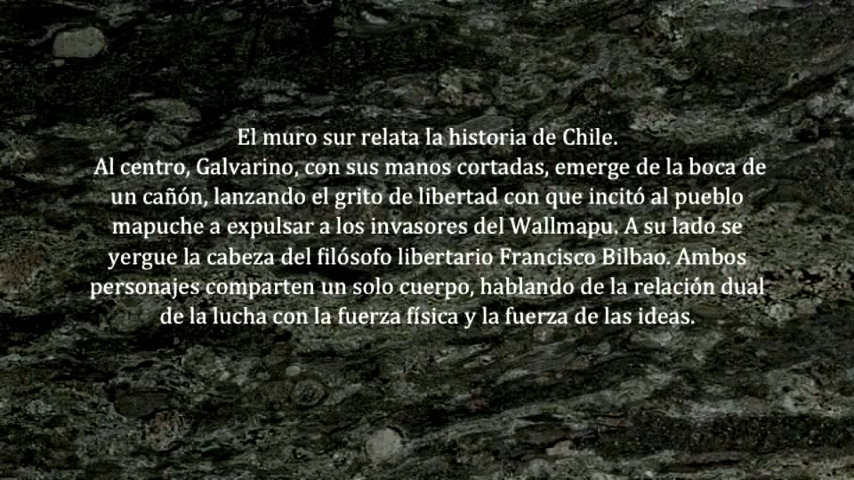 El muro sur relata la historia de Chile.
Al centro, Galvarino, con sus manos cortadas, emerge de la boca de
un cañón, lanzando el grito de libertad con que incitó al pueblo
mapuche a expulsar a los invasores del Wallmapu. A su lado se
yergue la cabeza del filósofo libertario Francisco Bilbao. Ambos
personajes comparten un solo cuerpo, hablando de la relación dual
de la lucha con la fuerza física y la fuerza de las ideas.